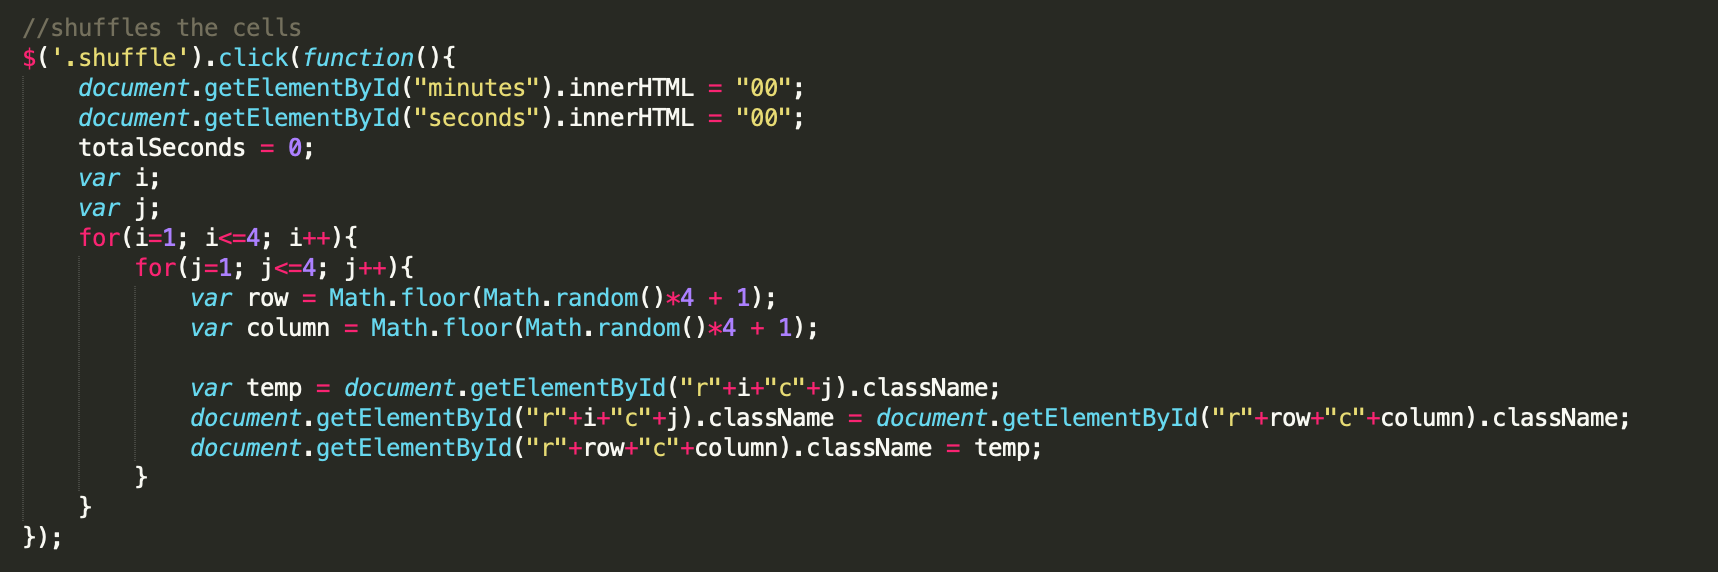 //shuffles the cells
$('.shuffle').click(function(){
    document.getElementById("minutes").innerHTML = "00";
    document.getElementById("seconds").innerHTML = "00";
    totalSeconds = 0;
    var i;
    var j;
    for(i=1; i<=4; i++){
        for(j=1; j<=4; j++){
            var row = Math.floor(Math.random()*4 + 1);
            var column = Math.floor(Math.random()*4 + 1);

            var temp = document.getElementById("r"+i+"c"+j).className;
            document.getElementById("r"+i+"c"+j).className = document.getElementById("r"+row+"c"+column).className;
            document.getElementById("r"+row+"c"+column).className = temp;
        }
    }
});